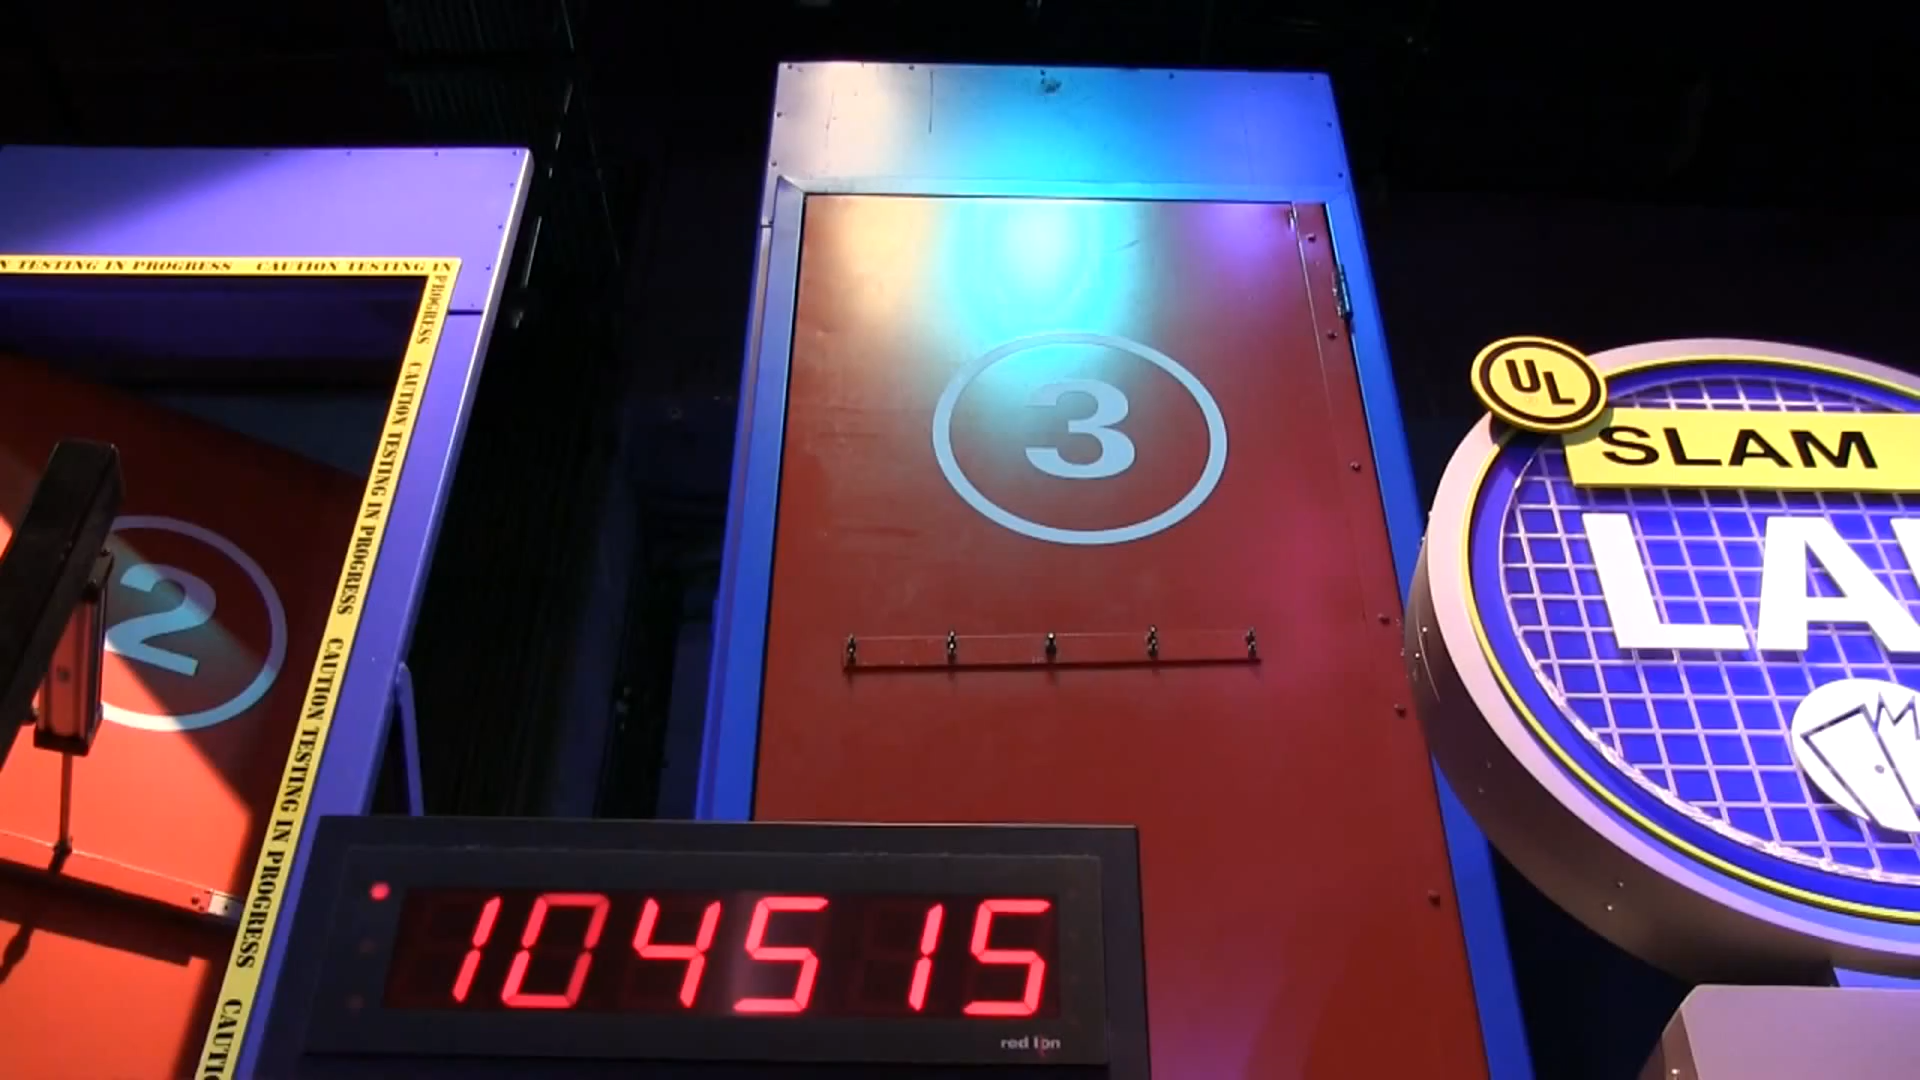 N TESTING IN PROGRESS CAUTION TESTING IN
PROGRESS CAUTION TESTING IN PROGRESS CAUTION TESTING IN PROGRESS CAUTIO
2
3
UL
SLAM
LA
104515
red lion